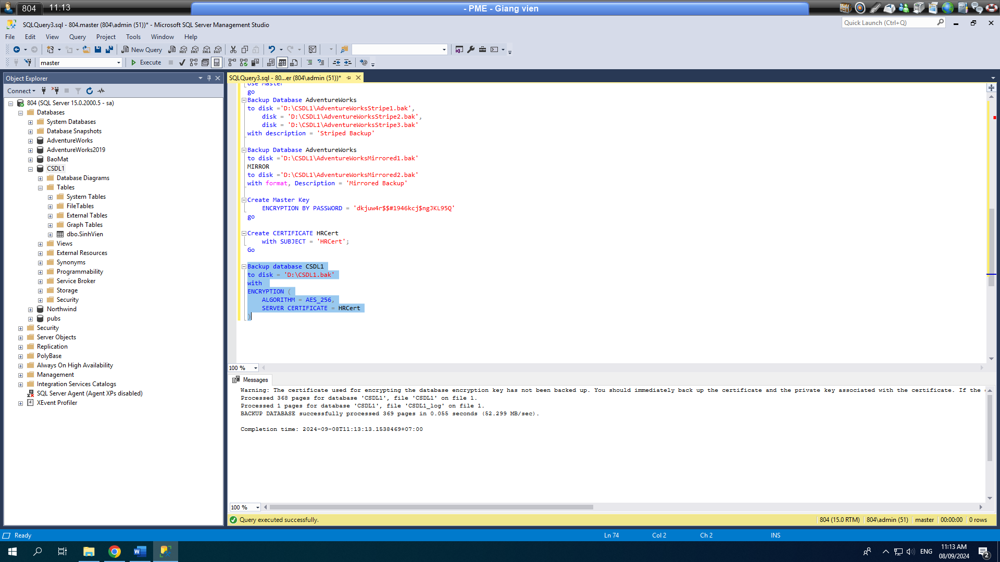 804
11:13
- PME - Giang vien
SQLQuery3.sql - 804.master (804\admin (51))* - Microsoft SQL Server Management Studio
Quick Launch (Ctrl+Q)
File Edit View Query Project Tools Window Help
New Query
MDX DMX XMLA DAX
master
Execute
Object Explorer
Connect
804 (SQL Server 15.0.2000.5 - sa)
Databases
System Databases
Database Snapshots
AdventureWorks
AdventureWorks2019
BaoMat
CSDL1
Database Diagrams
Tables
System Tables
FileTables
External Tables
Graph Tables
dbo.SinhVien
Views
External Resources
Synonyms
Programmability
Service Broker
Storage
Security
Northwind
pubs
Security
Server Objects
Replication
PolyBase
Always On High Availability
Management
Integration Services Catalogs
SQL Server Agent (Agent XPs disabled)
XEvent Profiler
SQLQuery3.sql - 80...er (804\admin (51))*
Use Master
go
Backup Database AdventureWorks
to disk ='D:\CSDL1\AdventureWorksStripe1.bak',
disk = 'D:\CSDL1\AdventureWorksStripe2.bak',
disk = 'D:\CSDL1\AdventureWorksStripe3.bak'
with description = 'Striped Backup'
Backup Database AdventureWorks
to disk ='D:\CSDL1\AdventureWorksMirrored1.bak'
MIRROR
to disk ='D:\CSDL1\AdventureWorksMirrored2.bak'
with format, Description = 'Mirrored Backup'
Create Master Key
ENCRYPTION BY PASSWORD = 'dkjuw4r$$#1946kcj$ngJKL95Q'
go
Create CERTIFICATE HRCert
with SUBJECT = 'HRCert';
Go
Backup database CSDL1
to disk = 'D:\CSDL1.bak'
with
ENCRYPTION (
ALGORITHM = AES_256,
SERVER CERTIFICATE = HRCert
)
100 %
Messages
Warning: The certificate used for encrypting the database encryption key has not been backed up. You should immediately back up the certificate and the private key associated with the certificate. If the
Processed 368 pages for database 'CSDL1', file 'CSDL1' on file 1.
Processed 1 pages for database 'CSDL1', file 'CSDL1_log' on file 1.
BACKUP DATABASE successfully processed 369 pages in 0.055 seconds (52.299 MB/sec).
Completion time: 2024-09-08T11:13:13.1538469+07:00
100 %
Query executed successfully.
804 (15.0 RTM) 804\admin (51) master 00:00:00 0 rows
Ready
Ln 74 Col 2 Ch 2 INS
ENG
11:13 AM
08/09/2024
2